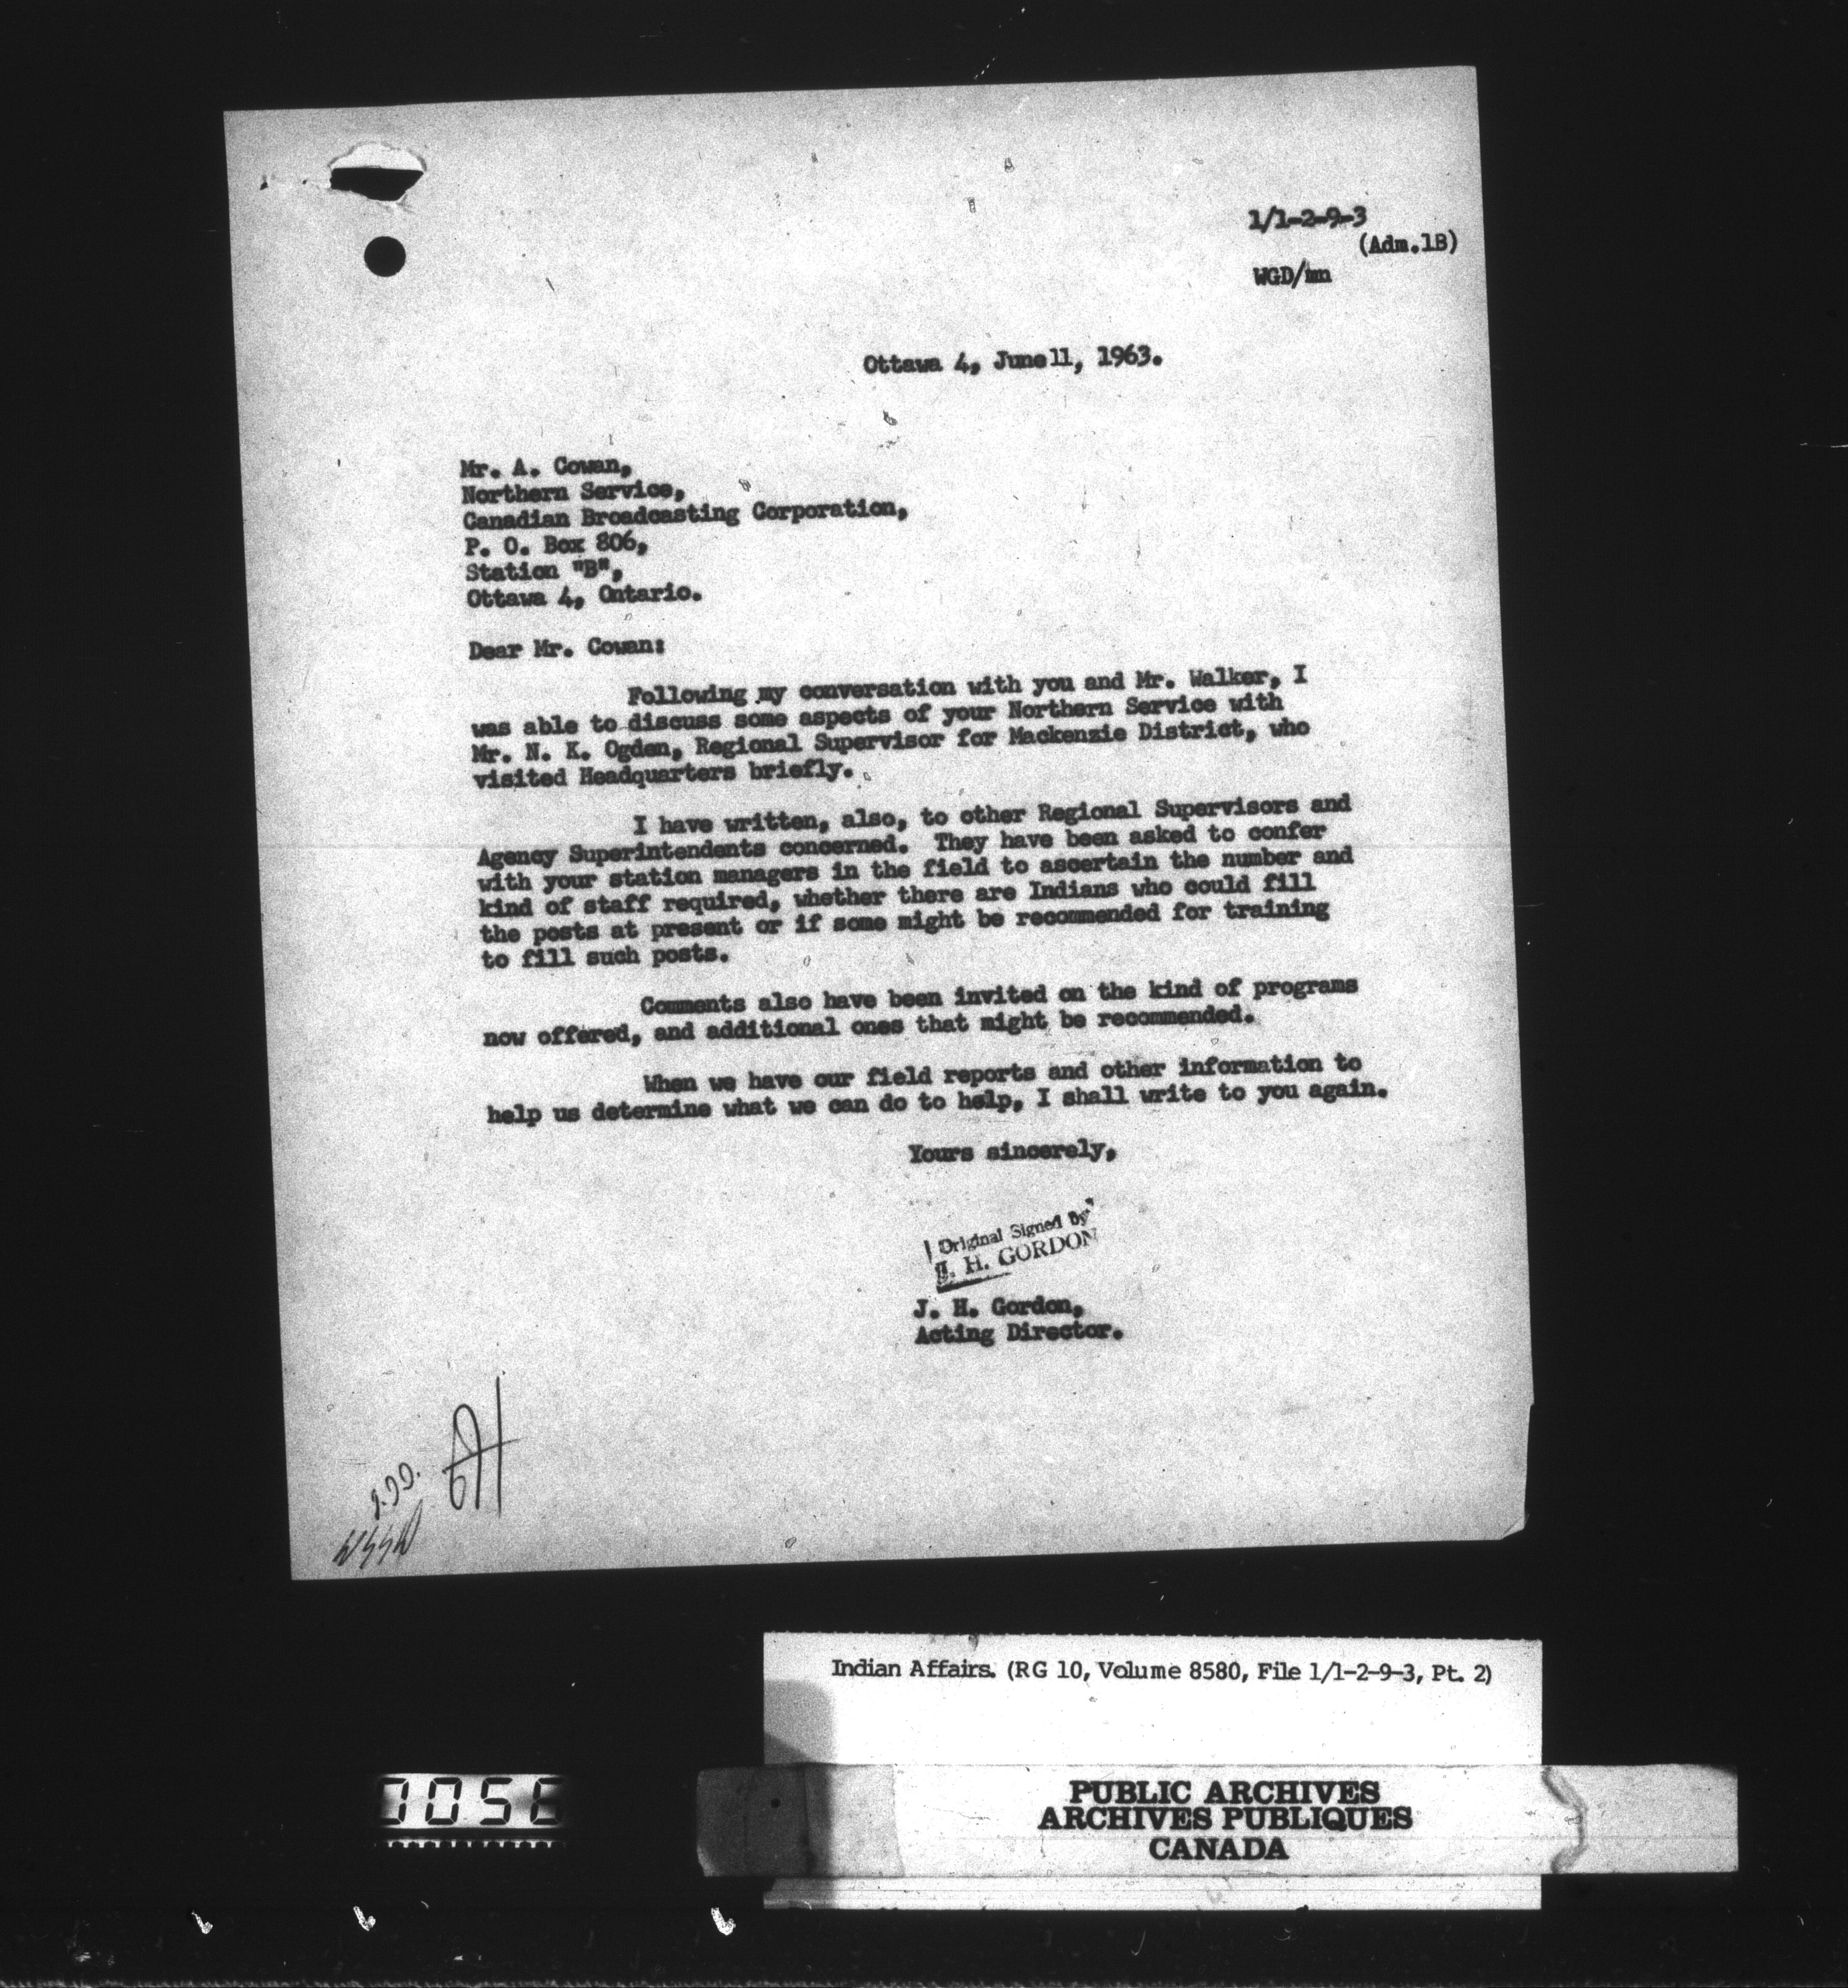 1/1-2-9-3
(Adm.1B)
WGD/mn
Ottawa 4, June 11, 1963.
Mr. A. Cowan,
Northern Service,
Canadian Broadcasting Corporation,
P. O. Box 806,
Station "B",
Ottawa 4, Ontario.
Dear Mr. Cowan:
Following my conversation with you and Mr. Walker, I
was able to discuss some aspects of your Northern Service with
Mr. N. K. Ogden, Regional Supervisor for Mackenzie District, who
visited Headquarters briefly.
I have written, also, to other Regional Supervisors and
Agency Superintendents concerned. They have been asked to confer
with your station managers in the field to ascertain the number and
kind of staff required, whether there are Indians who could fill
the posts at present or if some might be recommended for training
to fill such posts.
Comments also have been invited on the kind of programs
now offered, and additional ones that might be recommended.
When we have our field reports and other information to
help us determine what we can do to help, I shall write to you again.
Yours sincerely,
Original Signed By
J. H. GORDON
J. H. Gordon,
Acting Director.
Indian Affairs. (RG 10, Volume 8580, File 1/1-2-9-3, Pt. 2)
PUBLIC ARCHIVES
ARCHIVES PUBLIQUES
CANADA